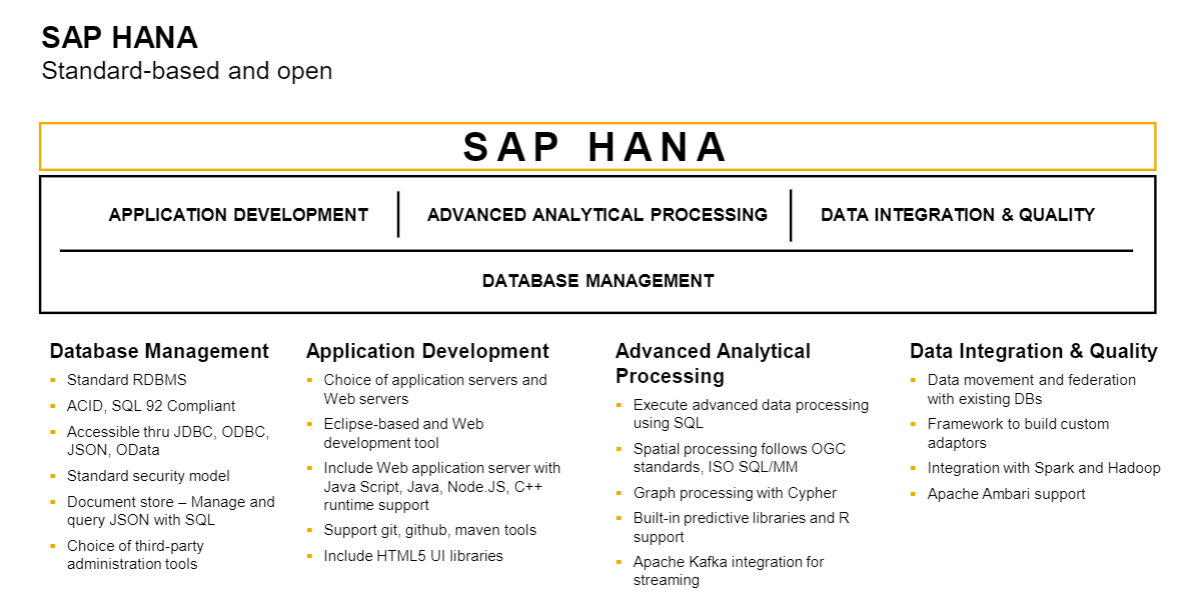 SAP HANA
Standard-based and open
SAP HANA
APPLICATION DEVELOPMENT
ADVANCED ANALYTICAL PROCESSING
DATA INTEGRATION & QUALITY
DATABASE MANAGEMENT
Database Management
▪ Standard RDBMS
▪ ACID, SQL 92 Compliant
▪ Accessible thru JDBC, ODBC,
JSON, OData
▪ Standard security model
▪ Document store – Manage and
query JSON with SQL
▪ Choice of third-party
administration tools
Application Development
▪ Choice of application servers and
Web servers
▪ Eclipse-based and Web
development tool
▪ Include Web application server with
Java Script, Java, Node.JS, C++
runtime support
▪ Support git, github, maven tools
▪ Include HTML5 UI libraries
Advanced Analytical
Processing
▪ Execute advanced data processing
using SQL
▪ Spatial processing follows OGC
standards, ISO SQL/MM
▪ Graph processing with Cypher
▪ Built-in predictive libraries and R
support
▪ Apache Kafka integration for
streaming
Data Integration & Quality
▪ Data movement and federation
with existing DBs
▪ Framework to build custom
adaptors
▪ Integration with Spark and Hadoop
▪ Apache Ambari support